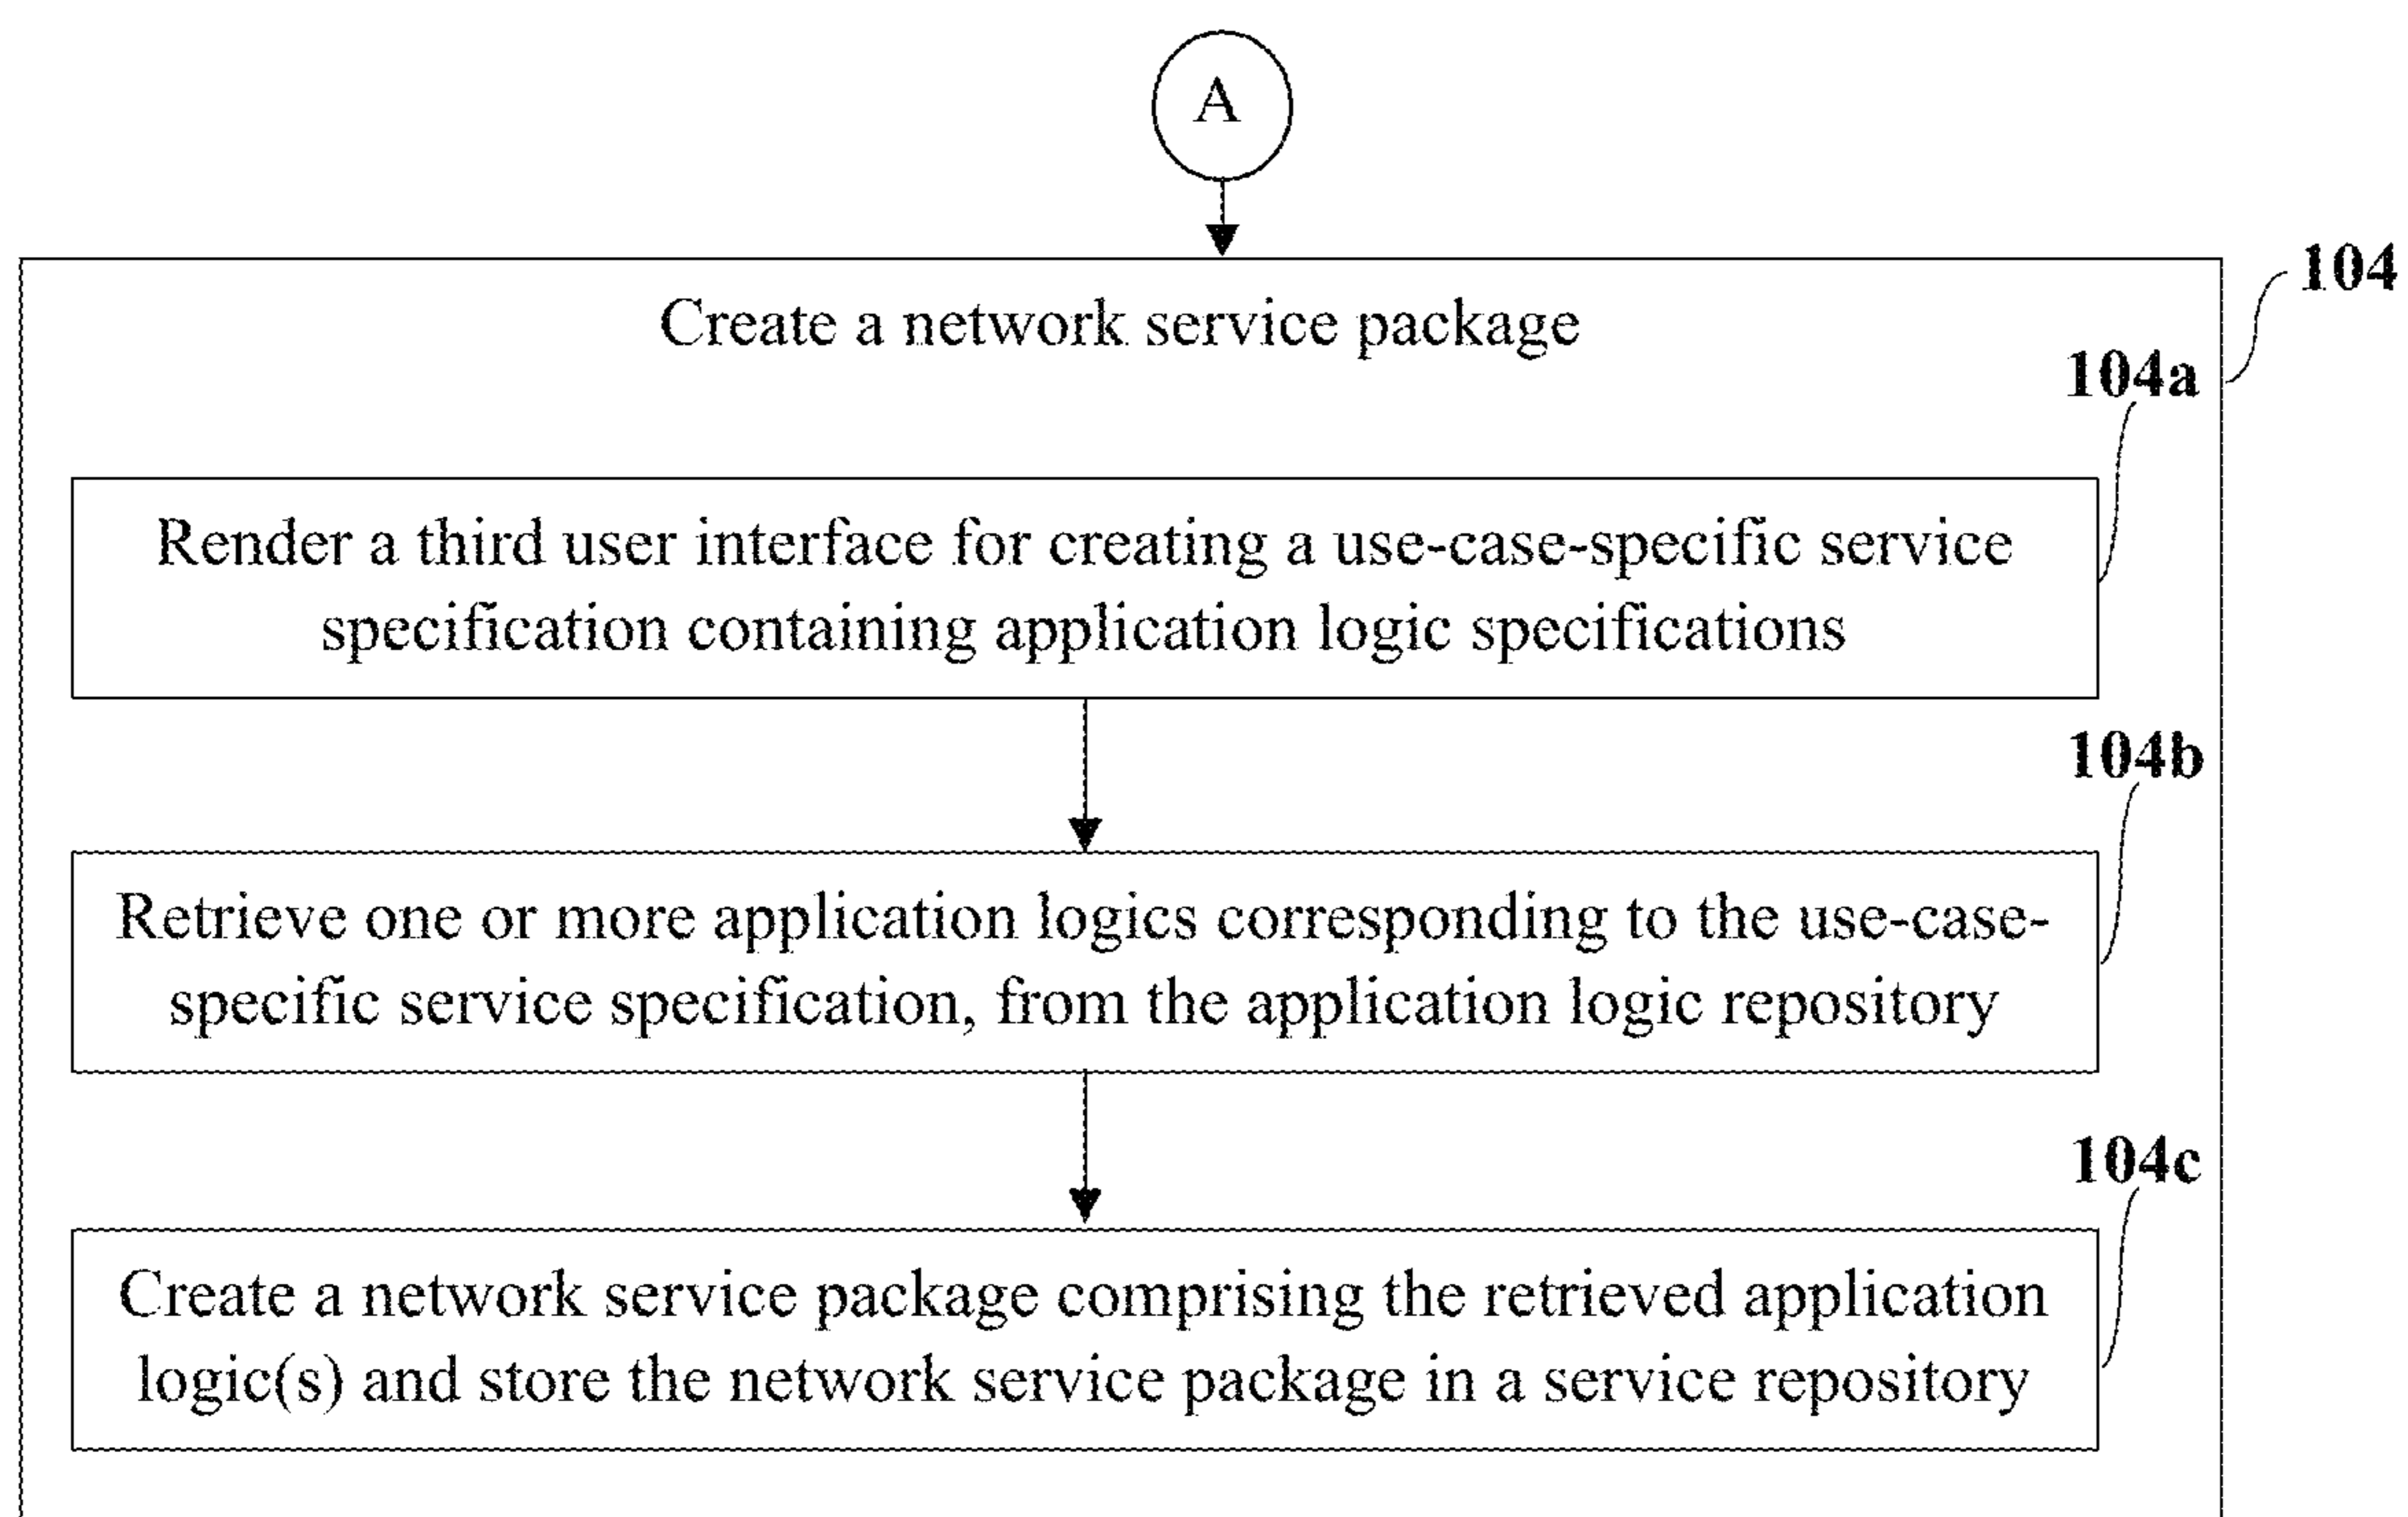 A
104
Create a network service package
104a
Render a third user interface for creating a use-case-specific service
specification containing application logic specifications
104b
Retrieve one or more application logics corresponding to the use-case-
specific service specification, from the application logic repository
104c
Create a network service package comprising the retrieved application
logic(s) and store the network service package in a service repository